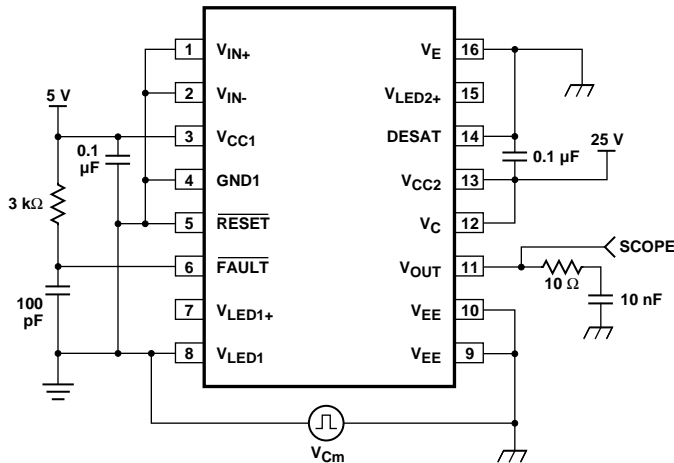 1 V_IN+
2 V_IN-
3 V_CC1
4 GND1
5 RESET
6 FAULT
7 V_LED1+
8 V_LED1
16 V_E
15 V_LED2+
14 DESAT
13 V_CC2
12 V_C
11 V_OUT
10 V_EE
9 V_EE
5 V
0.1 µF
3 kΩ
100 pF
25 V
0.1 µF
SCOPE
10 Ω
10 nF
V_Cm